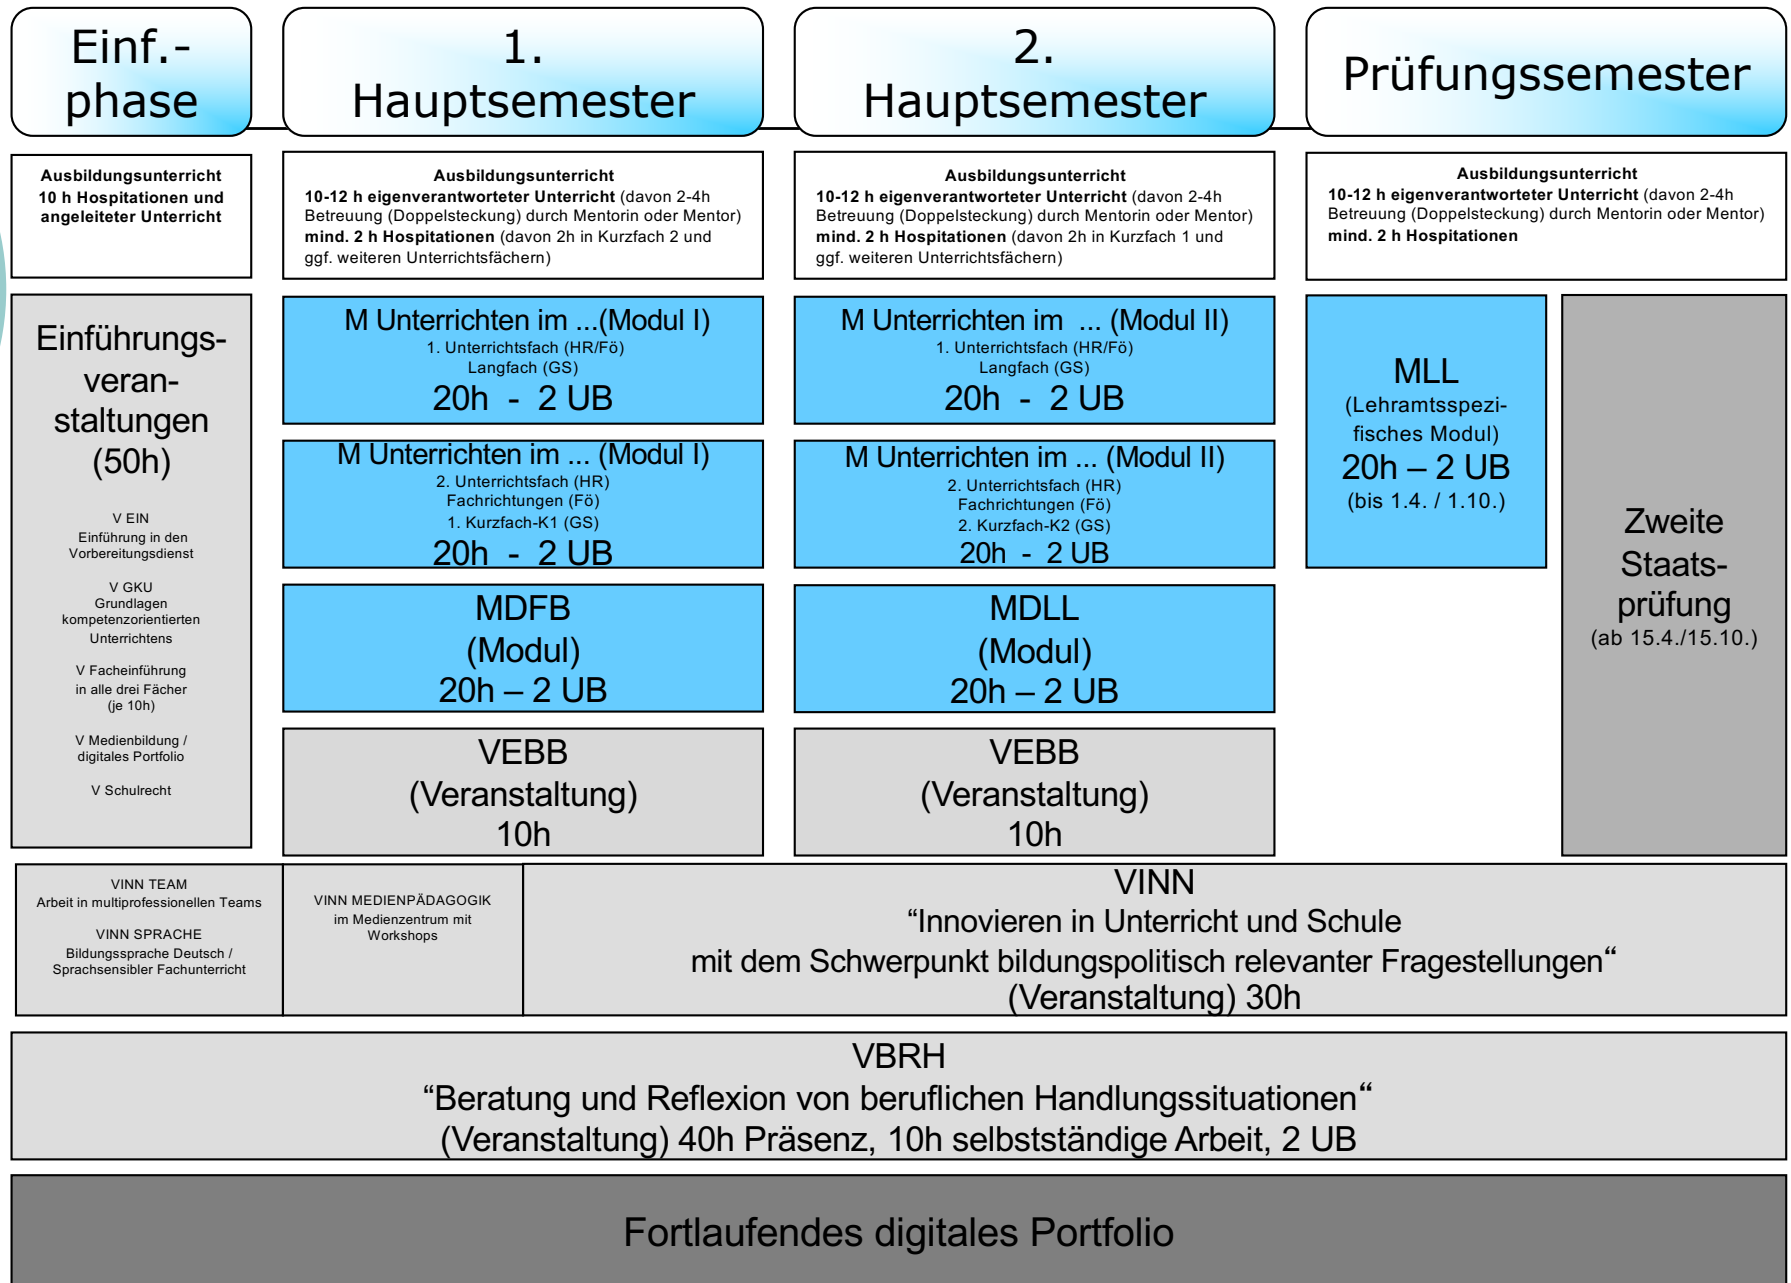 Einf.-
phase
1.
Hauptsemester
2.
Hauptsemester
Prüfungssemester
Ausbildungsunterricht
10 h Hospitationen und
angeleiteter Unterricht
Ausbildungsunterricht
10-12 h eigenverantworteter Unterricht (davon 2-4h
Betreuung (Doppelsteckung) durch Mentorin oder Mentor)
mind. 2 h Hospitationen (davon 2h in Kurzfach 2 und
ggf. weiteren Unterrichtsfächern)
Ausbildungsunterricht
10-12 h eigenverantworteter Unterricht (davon 2-4h
Betreuung (Doppelsteckung) durch Mentorin oder Mentor)
mind. 2 h Hospitationen (davon 2h in Kurzfach 1 und
ggf. weiteren Unterrichtsfächern)
Ausbildungsunterricht
10-12 h eigenverantworteter Unterricht (davon 2-4h
Betreuung (Doppelsteckung) durch Mentorin oder Mentor)
mind. 2 h Hospitationen
Einführungs-
veran-
staltungen
(50h)
V EIN
Einführung in den
Vorbereitungsdienst
V GKU
Grundlagen
kompetenzorientierten
Unterrichtens
V Facheinführung
in alle drei Fächer
(je 10h)
V Medienbildung /
digitales Portfolio
V Schulrecht
M Unterrichten im ...(Modul I)
1. Unterrichtsfach (HR/Fö)
Langfach (GS)
20h - 2 UB
M Unterrichten im ... (Modul I)
2. Unterrichtsfach (HR)
Fachrichtungen (Fö)
1. Kurzfach-K1 (GS)
20h - 2 UB
MDFB
(Modul)
20h – 2 UB
VEBB
(Veranstaltung)
10h
M Unterrichten im ... (Modul II)
1. Unterrichtsfach (HR/Fö)
Langfach (GS)
20h - 2 UB
M Unterrichten im ... (Modul II)
2. Unterrichtsfach (HR)
Fachrichtungen (Fö)
2. Kurzfach-K2 (GS)
20h - 2 UB
MDLL
(Modul)
20h – 2 UB
VEBB
(Veranstaltung)
10h
MLL
(Lehramtsspezi-
fisches Modul)
20h – 2 UB
(bis 1.4. / 1.10.)
Zweite
Staats-
prüfung
(ab 15.4./15.10.)
VINN TEAM
Arbeit in multiprofessionellen Teams
VINN SPRACHE
Bildungssprache Deutsch /
Sprachsensibler Fachunterricht
VINN MEDIENPÄDAGOGIK
im Medienzentrum mit
Workshops
VINN
“Innovieren in Unterricht und Schule
mit dem Schwerpunkt bildungspolitisch relevanter Fragestellungen“
(Veranstaltung) 30h
VBRH
“Beratung und Reflexion von beruflichen Handlungssituationen“
(Veranstaltung) 40h Präsenz, 10h selbstständige Arbeit, 2 UB
Fortlaufendes digitales Portfolio